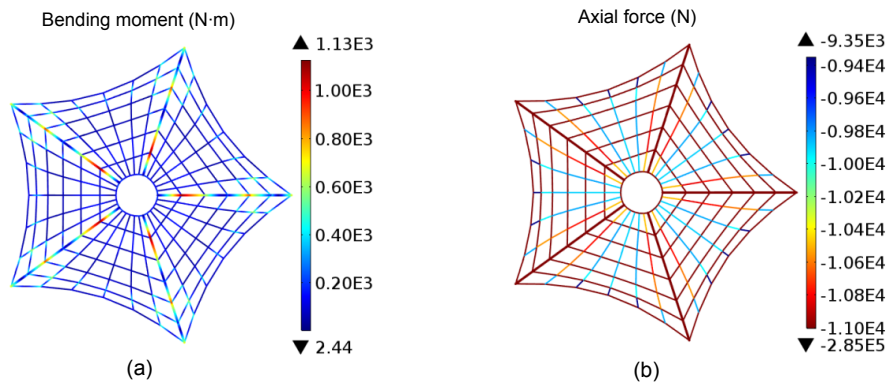 Bending moment (N·m)
▲ 1.13E3
1.00E3
0.80E3
0.60E3
0.40E3
0.20E3
▼ 2.44
(a)
Axial force (N)
▲ -9.35E3
-0.94E4
-0.96E4
-0.98E4
-1.00E4
-1.02E4
-1.04E4
-1.06E4
-1.08E4
-1.10E4
▼ -2.85E5
(b)